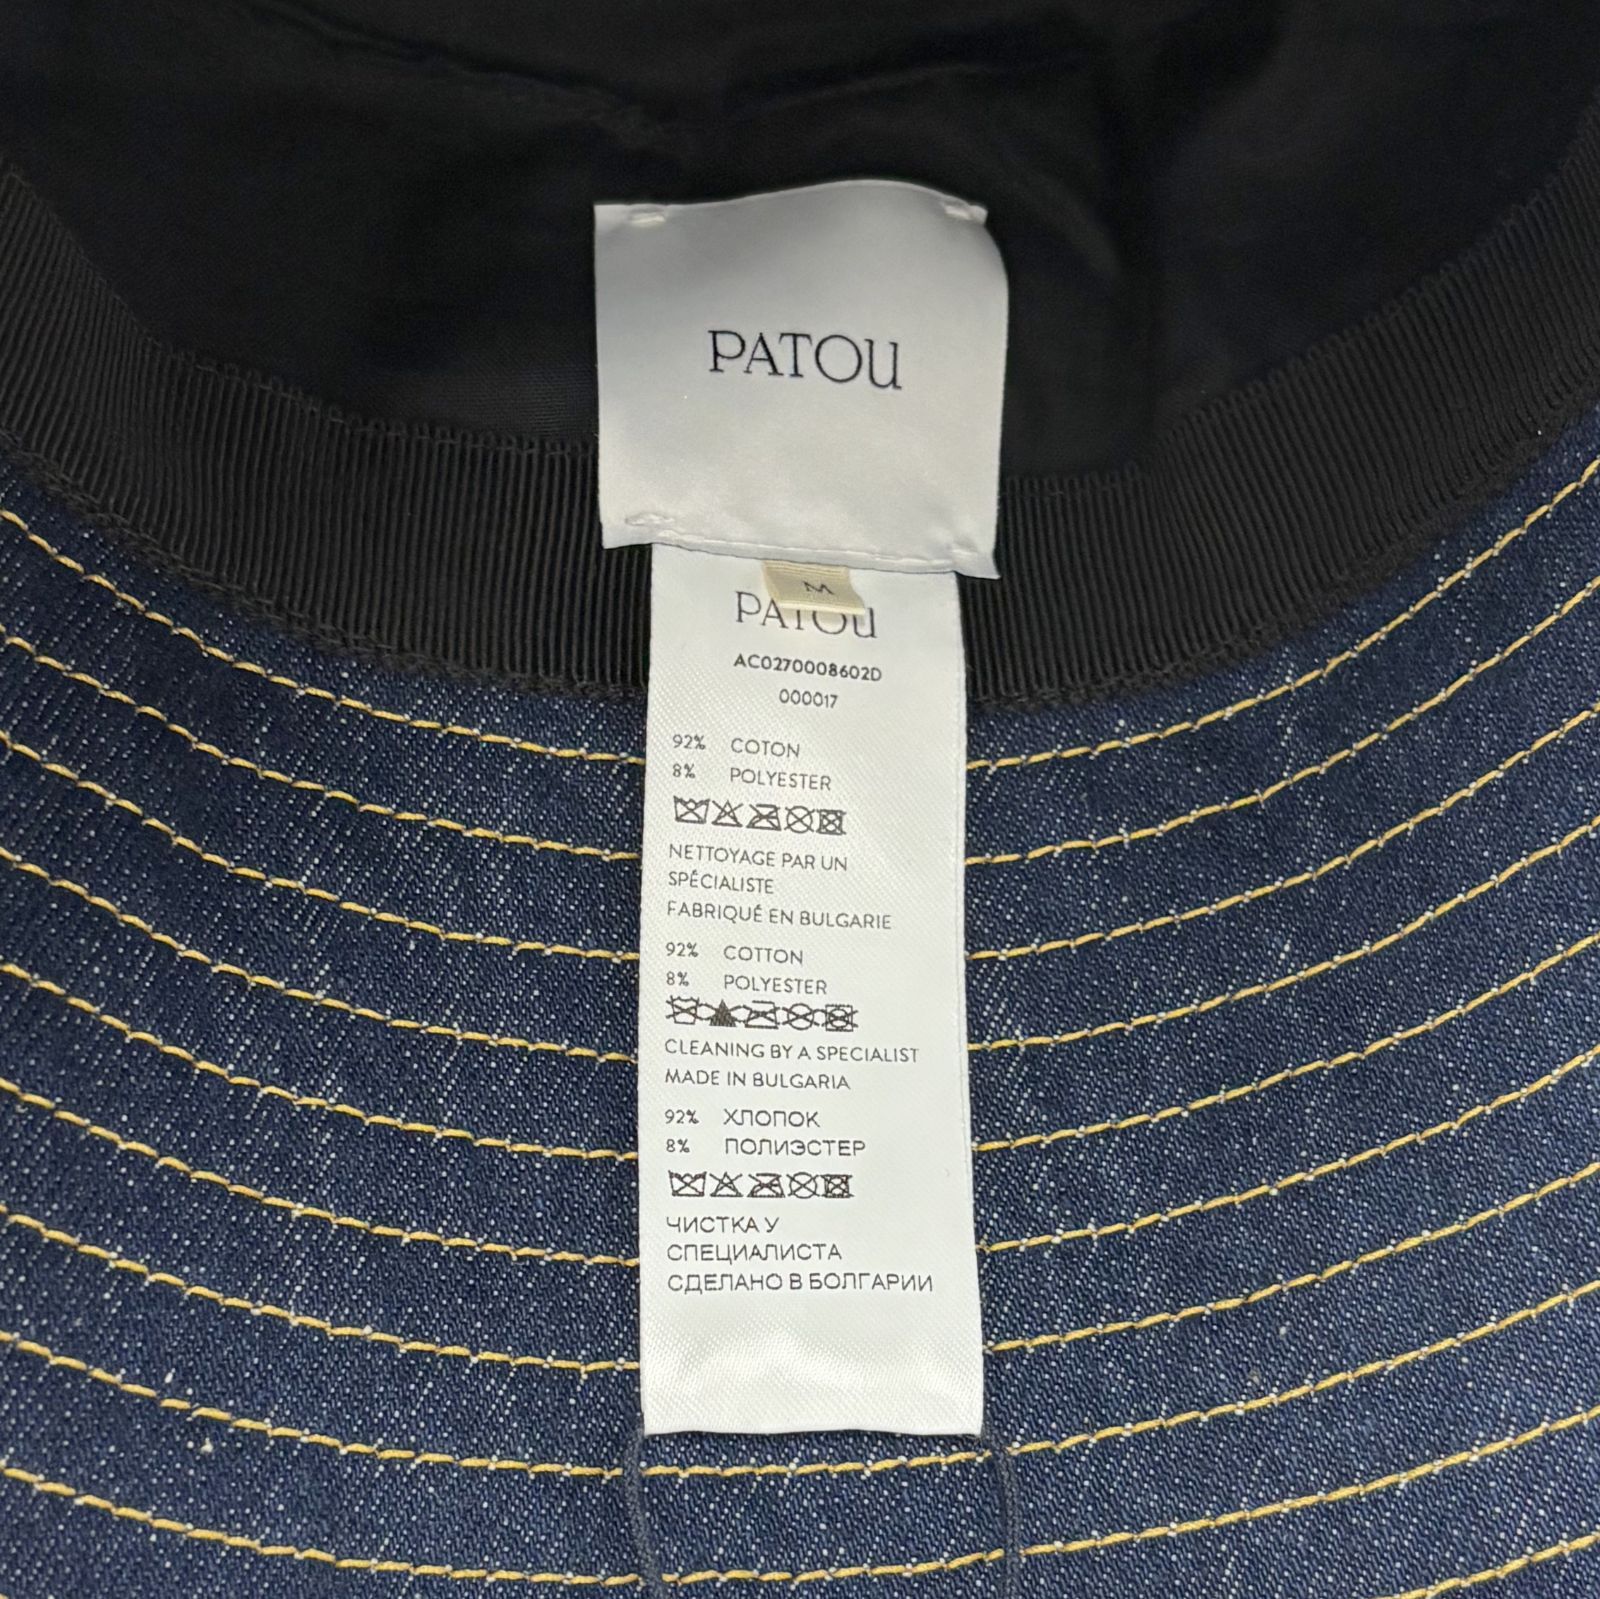 PATOU
M
PATOU
AC0270008602D
000017
92% COTON
8% POLYESTER
NETTOYAGE PAR UN
SPÉCIALISTE
FABRIQUÉ EN BULGARIE
92% COTTON
8% POLYESTER
CLEANING BY A SPECIALIST
MADE IN BULGARIA
92% ХЛОПОК
8% ПОЛИЭСТЕР
ЧИСТКА У
СПЕЦИАЛИСТА
СДЕЛАНО В БОЛГАРИИ